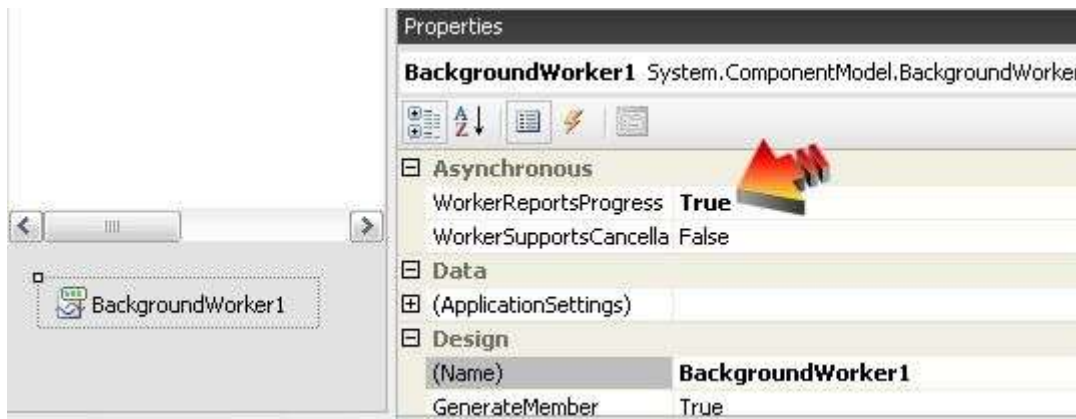 Properties
BackgroundWorker1 System.ComponentModel.BackgroundWorker
Asynchronous
WorkerReportsProgress True
WorkerSupportsCancella False
Data
(ApplicationSettings)
Design
(Name) BackgroundWorker1
GenerateMember True
BackgroundWorker1